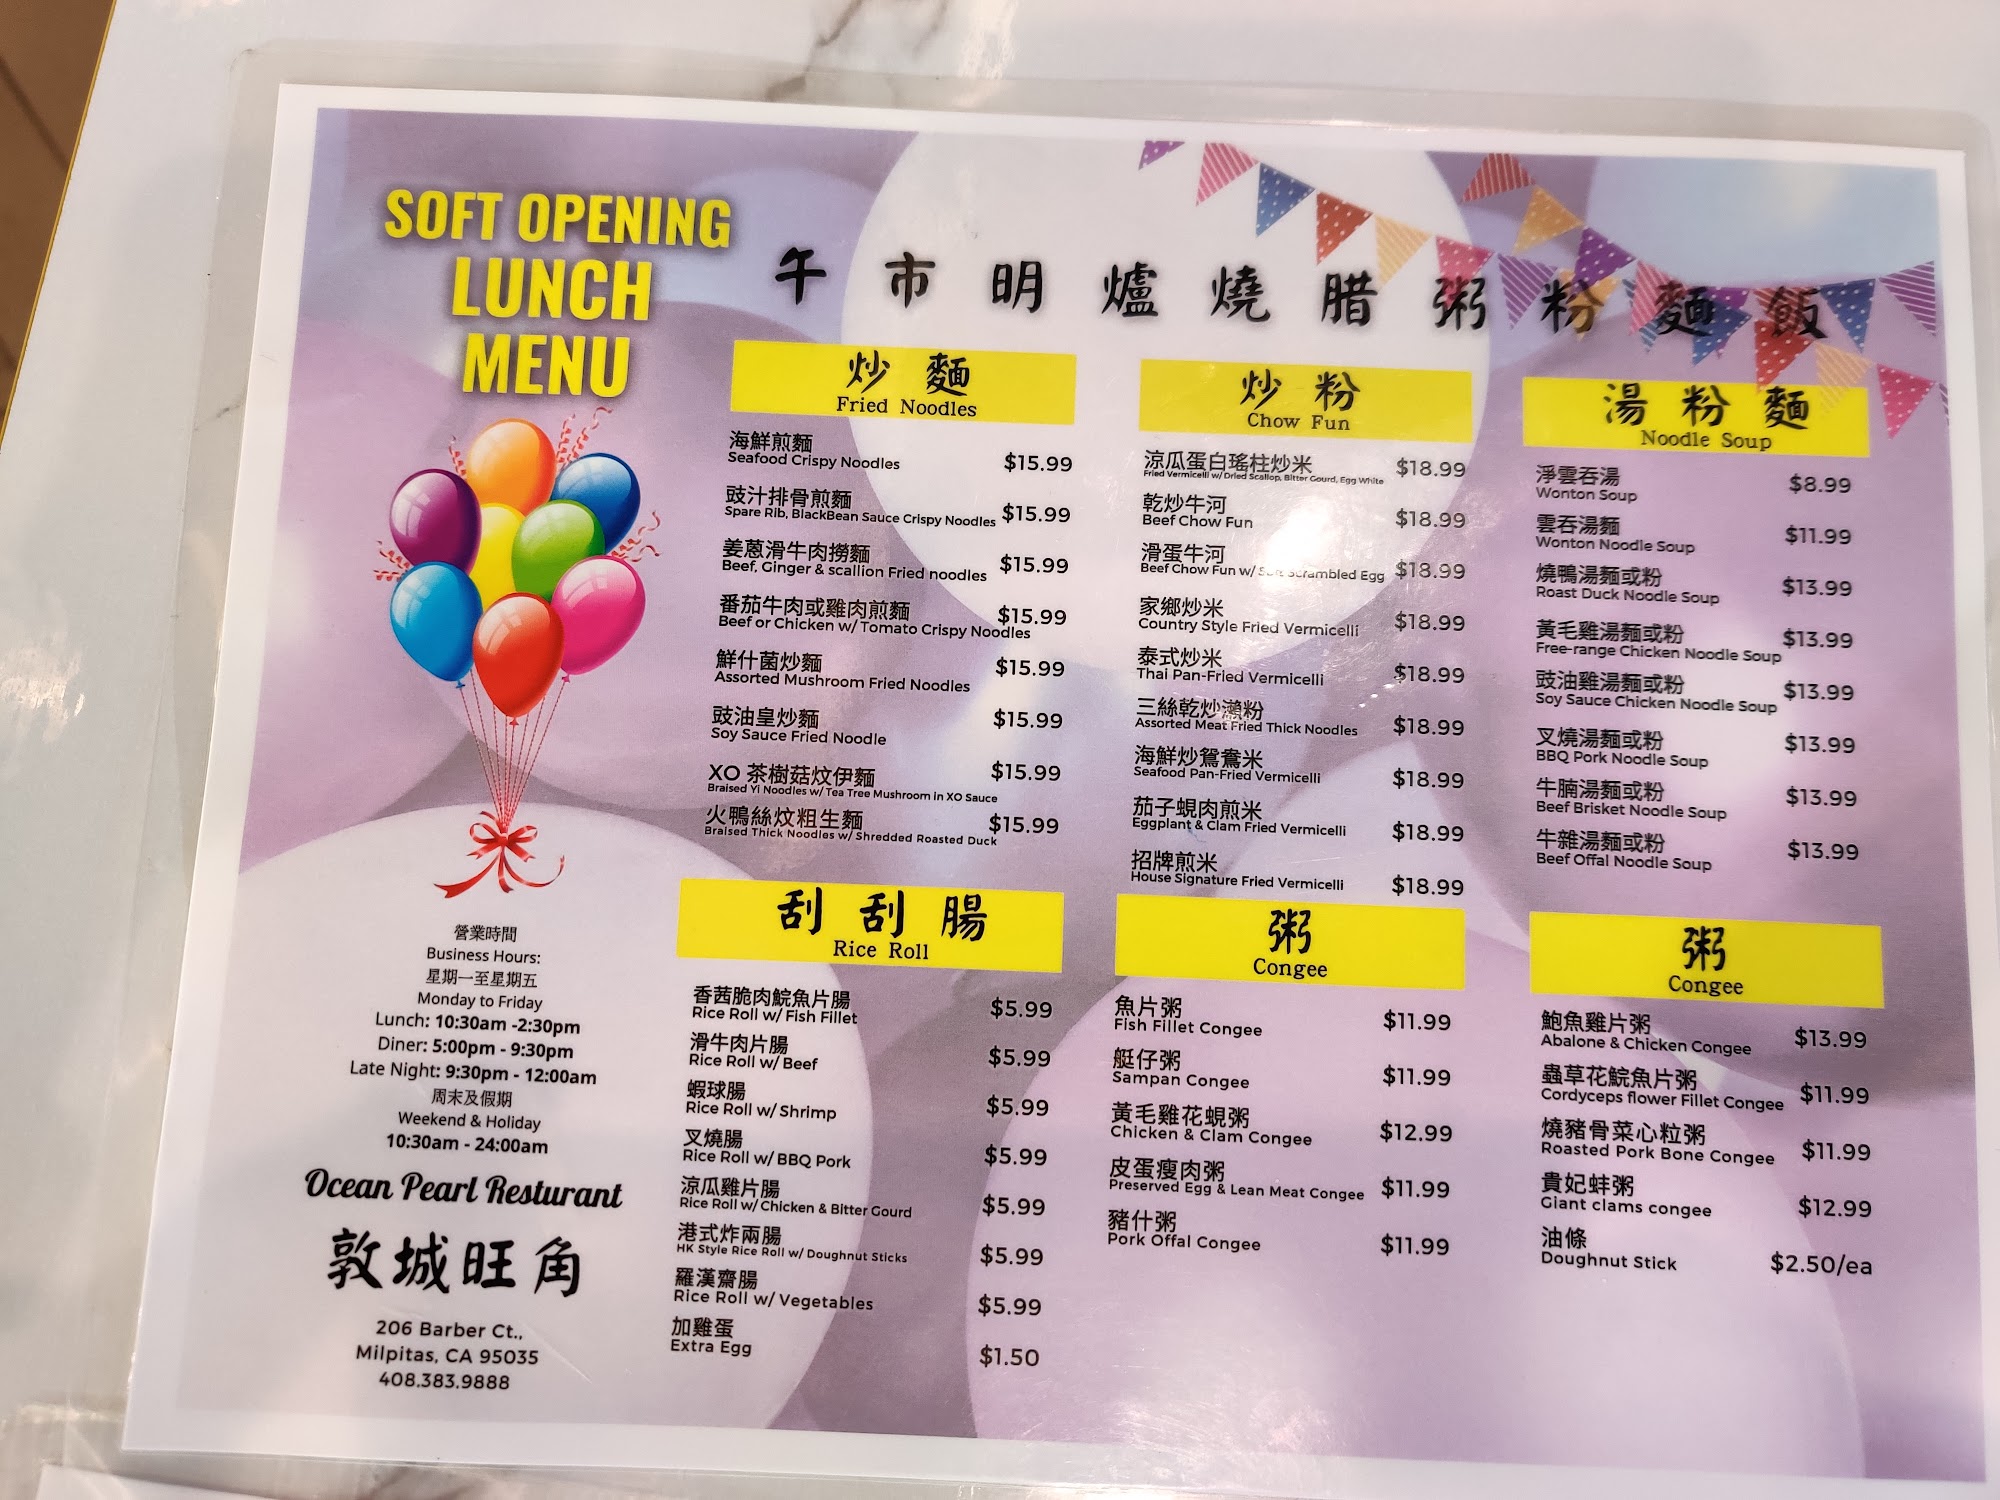 SOFT OPENING
LUNCH
MENU
午市明爐燒腊粥粉麵飯
炒麵
Fried Noodles
海鮮煎麵
Seafood Crispy Noodles $15.99
豉汁排骨煎麵
Spare Rib, BlackBean Sauce Crispy Noodles $15.99
姜蔥滑牛肉撈麵
Beef, Ginger & scallion Fried noodles $15.99
番茄牛肉或雞肉煎麵 $15.99
Beef or Chicken w/ Tomato Crispy Noodles
鮮什菌炒麵 $15.99
Assorted Mushroom Fried Noodles
豉油皇炒麵 $15.99
Soy Sauce Fried Noodle
XO 茶樹菇炆伊麵 $15.99
Braised Yi Noodles w/ Tea Tree Mushroom in XO Sauce
火鴨絲炆粗生麵 $15.99
Braised Thick Noodles w/ Shredded Roasted Duck
炒粉
Chow Fun
涼瓜蛋白瑤柱炒米 $18.99
Fried Vermicelli w/ Dried Scallop, Bitter Gourd, Egg White
乾炒牛河
Beef Chow Fun $18.99
滑蛋牛河
Beef Chow Fun w/ Soft Scrambled Egg $18.99
家鄉炒米
Country Style Fried Vermicelli $18.99
泰式炒米
Thai Pan-Fried Vermicelli $18.99
三絲乾炒瀨粉
Assorted Meat Fried Thick Noodles $18.99
海鮮炒鴛鴦米
Seafood Pan-Fried Vermicelli $18.99
茄子蜆肉煎米
Eggplant & Clam Fried Vermicelli $18.99
招牌煎米
House Signature Fried Vermicelli $18.99
湯粉麵
Noodle Soup
淨雲吞湯
Wonton Soup $8.99
雲吞湯麵
Wonton Noodle Soup $11.99
燒鴨湯麵或粉
Roast Duck Noodle Soup $13.99
黃毛雞湯麵或粉 $13.99
Free-range Chicken Noodle Soup
豉油雞湯麵或粉 $13.99
Soy Sauce Chicken Noodle Soup
叉燒湯麵或粉 $13.99
BBQ Pork Noodle Soup
牛腩湯麵或粉 $13.99
Beef Brisket Noodle Soup
牛雜湯麵或粉 $13.99
Beef Offal Noodle Soup
刮刮腸
Rice Roll
香茜脆肉鯇魚片腸 $5.99
Rice Roll w/ Fish Fillet
滑牛肉片腸
Rice Roll w/ Beef $5.99
蝦球腸
Rice Roll w/ Shrimp $5.99
叉燒腸
Rice Roll w/ BBQ Pork $5.99
涼瓜雞片腸
Rice Roll w/ Chicken & Bitter Gourd $5.99
港式炸兩腸
HK Style Rice Roll w/ Doughnut Sticks $5.99
羅漢齋腸
Rice Roll w/ Vegetables $5.99
加雞蛋
Extra Egg $1.50
粥
Congee
魚片粥
Fish Fillet Congee $11.99
艇仔粥
Sampan Congee $11.99
黃毛雞花蜆粥
Chicken & Clam Congee $12.99
皮蛋瘦肉粥
Preserved Egg & Lean Meat Congee $11.99
豬什粥
Pork Offal Congee $11.99
粥
Congee
鮑魚雞片粥
Abalone & Chicken Congee $13.99
蟲草花鯇魚片粥
Cordyceps flower Fillet Congee $11.99
燒豬骨菜心粒粥
Roasted Pork Bone Congee $11.99
貴妃蚌粥
Giant clams congee $12.99
油條
Doughnut Stick $2.50/ea
營業時間
Business Hours:
星期一至星期五
Monday to Friday
Lunch: 10:30am -2:30pm
Diner: 5:00pm - 9:30pm
Late Night: 9:30pm - 12:00am
周末及假期
Weekend & Holiday
10:30am - 24:00am
Ocean Pearl Resturant
敦城旺角
206 Barber Ct.,
Milpitas, CA 95035
408.383.9888